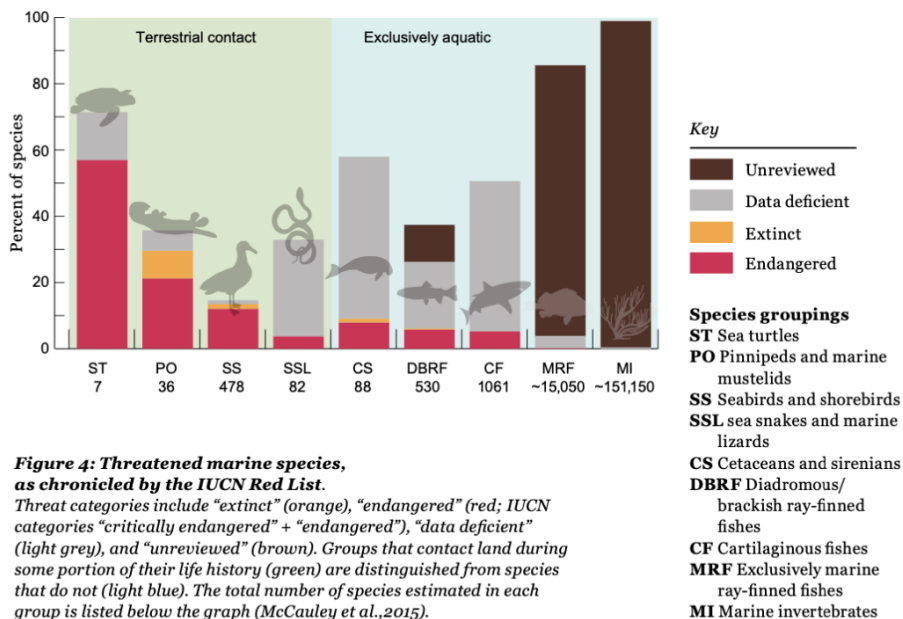 100
80
60
40
20
0
Percent of species
Terrestrial contact
Exclusively aquatic
ST PO SS SSL CS DBRF CF MRF MI
7 36 478 82 88 530 1061 ~15,050 ~151,150
Key
Unreviewed
Data deficient
Extinct
Endangered
Species groupings
ST Sea turtles
PO Pinnipeds and marine
mustelids
SS Seabirds and shorebirds
SSL sea snakes and marine
lizards
CS Cetaceans and sirenians
DBRF Diadromous/
brackish ray-finned
fishes
CF Cartilaginous fishes
MRF Exclusively marine
ray-finned fishes
MI Marine invertebrates
Figure 4: Threatened marine species,
as chronicled by the IUCN Red List.
Threat categories include “extinct” (orange), “endangered” (red; IUCN
categories “critically endangered” + “endangered”), “data deficient”
(light grey), and “unreviewed” (brown). Groups that contact land during
some portion of their life history (green) are distinguished from species
that do not (light blue). The total number of species estimated in each
group is listed below the graph (McCauley et al.,2015).